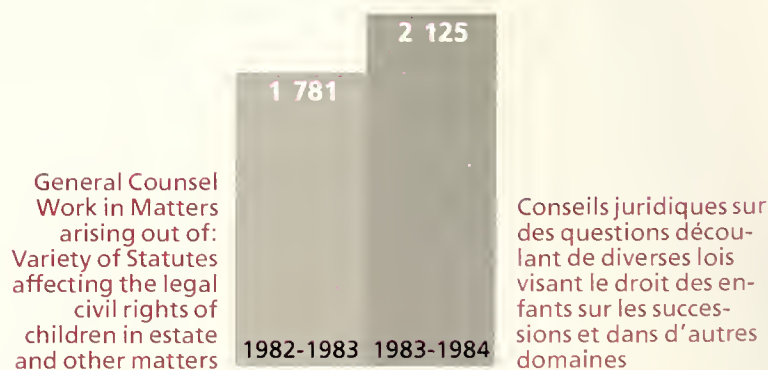 2 125
1 781
General Counsel
Work in Matters
arising out of:
Variety of Statutes
affecting the legal
civil rights of
children in estate
and other matters
1982-1983 1983-1984
Conseils juridiques sur
des questions décou-
lant de diverses lois
visant le droit des en-
fants sur les succes-
sions et dans d'autres
domaines